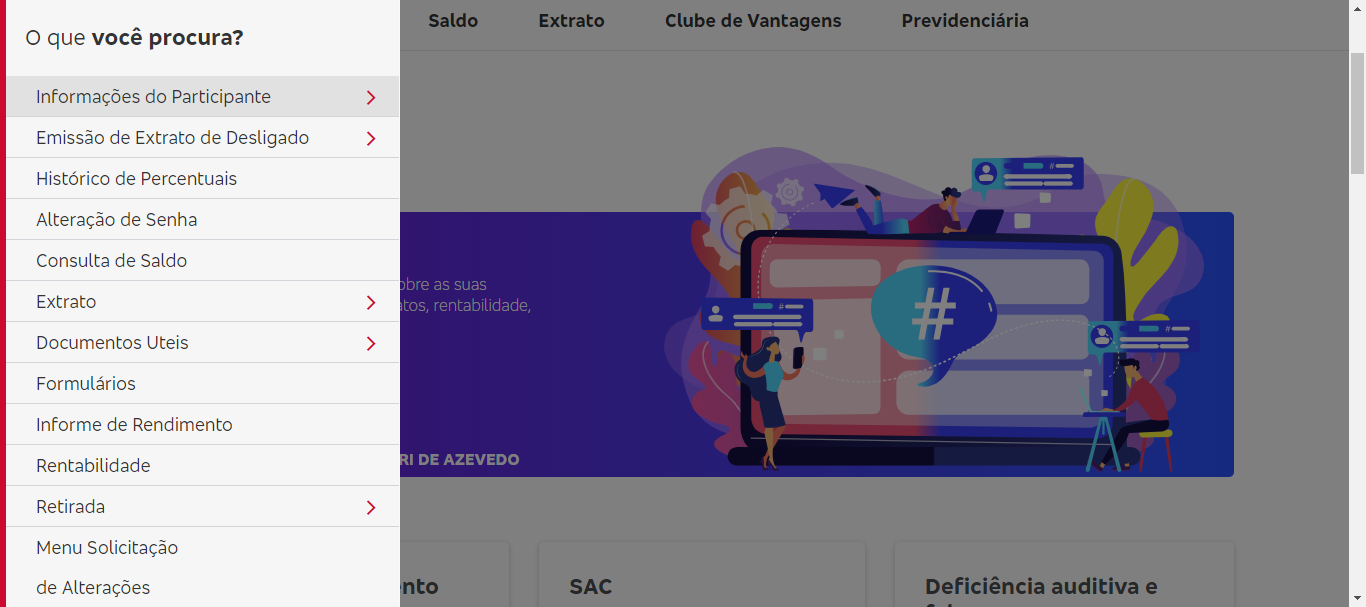 O que você procura?
Informações do Participante
Emissão de Extrato de Desligado
Histórico de Percentuais
Alteração de Senha
Consulta de Saldo
Extrato
Documentos Uteis
Formulários
Informe de Rendimento
Rentabilidade
Retirada
Menu Solicitação
de Alterações
Saldo
Extrato
Clube de Vantagens
Previdenciária
obre as suas
atos, rentabilidade,
RI DE AZEVEDO
#
nto
SAC
Deficiência auditiva e